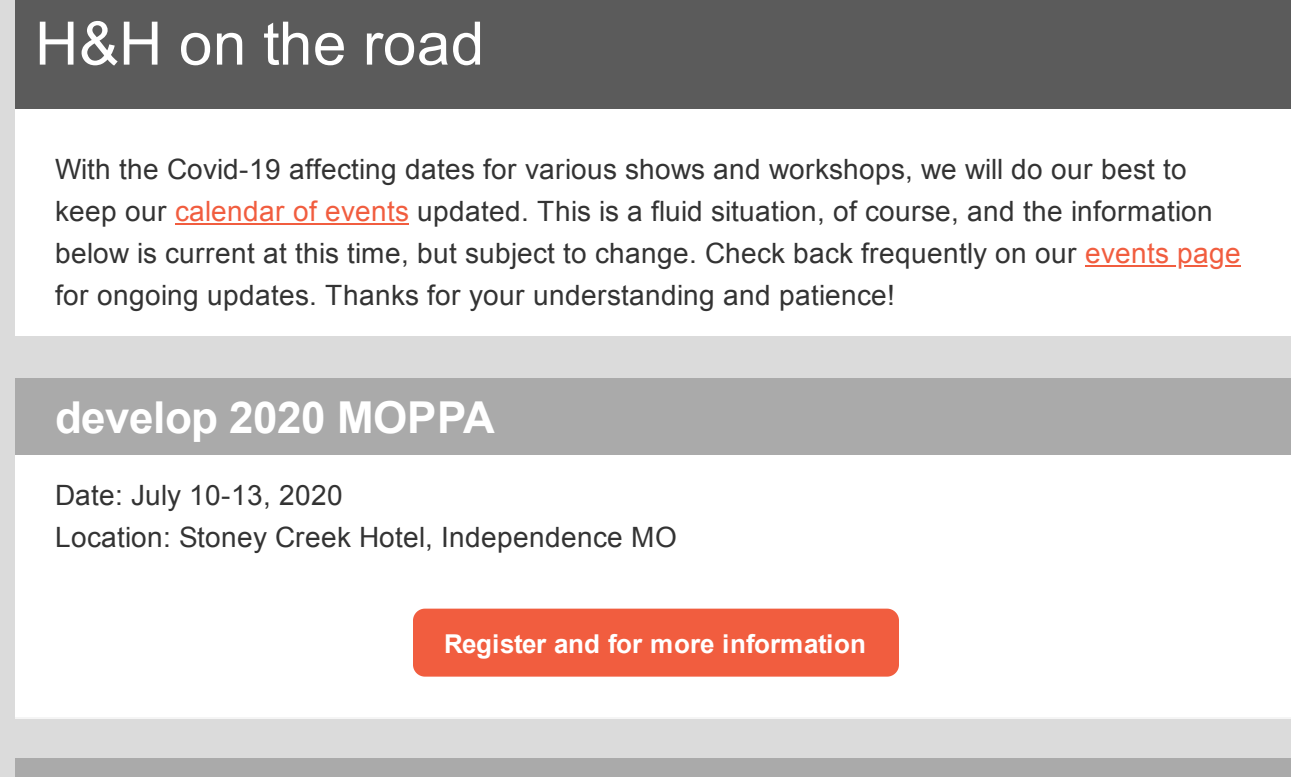 H&H on the road
With the Covid-19 affecting dates for various shows and workshops, we will do our best to
keep our calendar of events updated. This is a fluid situation, of course, and the information
below is current at this time, but subject to change. Check back frequently on our events page
for ongoing updates. Thanks for your understanding and patience!
develop 2020 MOPPA
Date: July 10-13, 2020
Location: Stoney Creek Hotel, Independence MO
Register and for more information